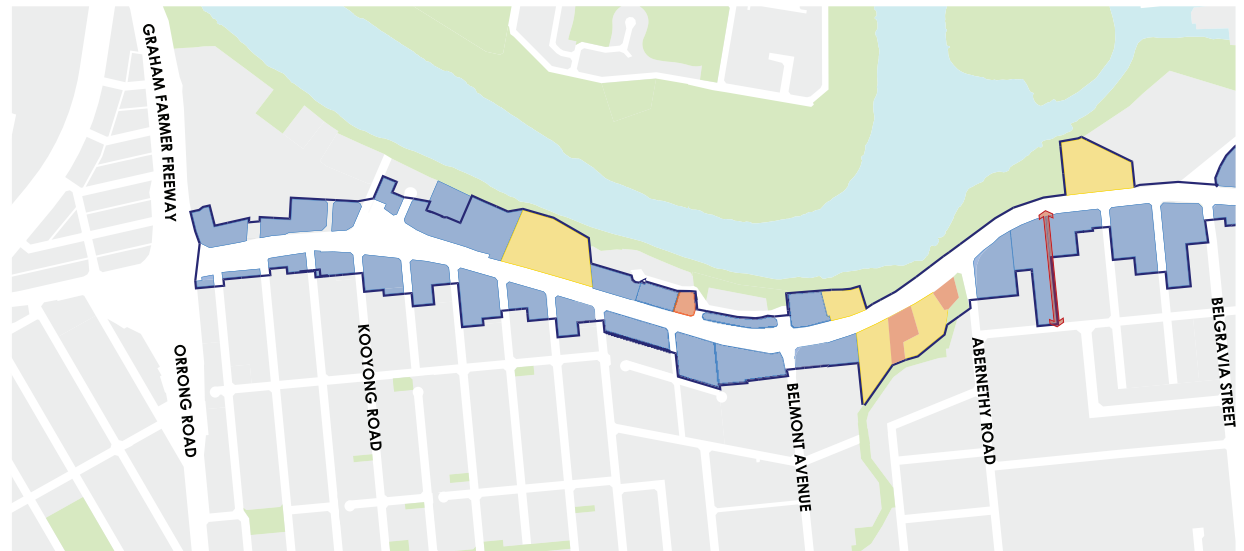 GRAHAM FARMER FREEWAY
ORRONG ROAD
KOOYONG ROAD
BELMONT AVENUE
ABERNETHY ROAD
BELGRAVIA STREET